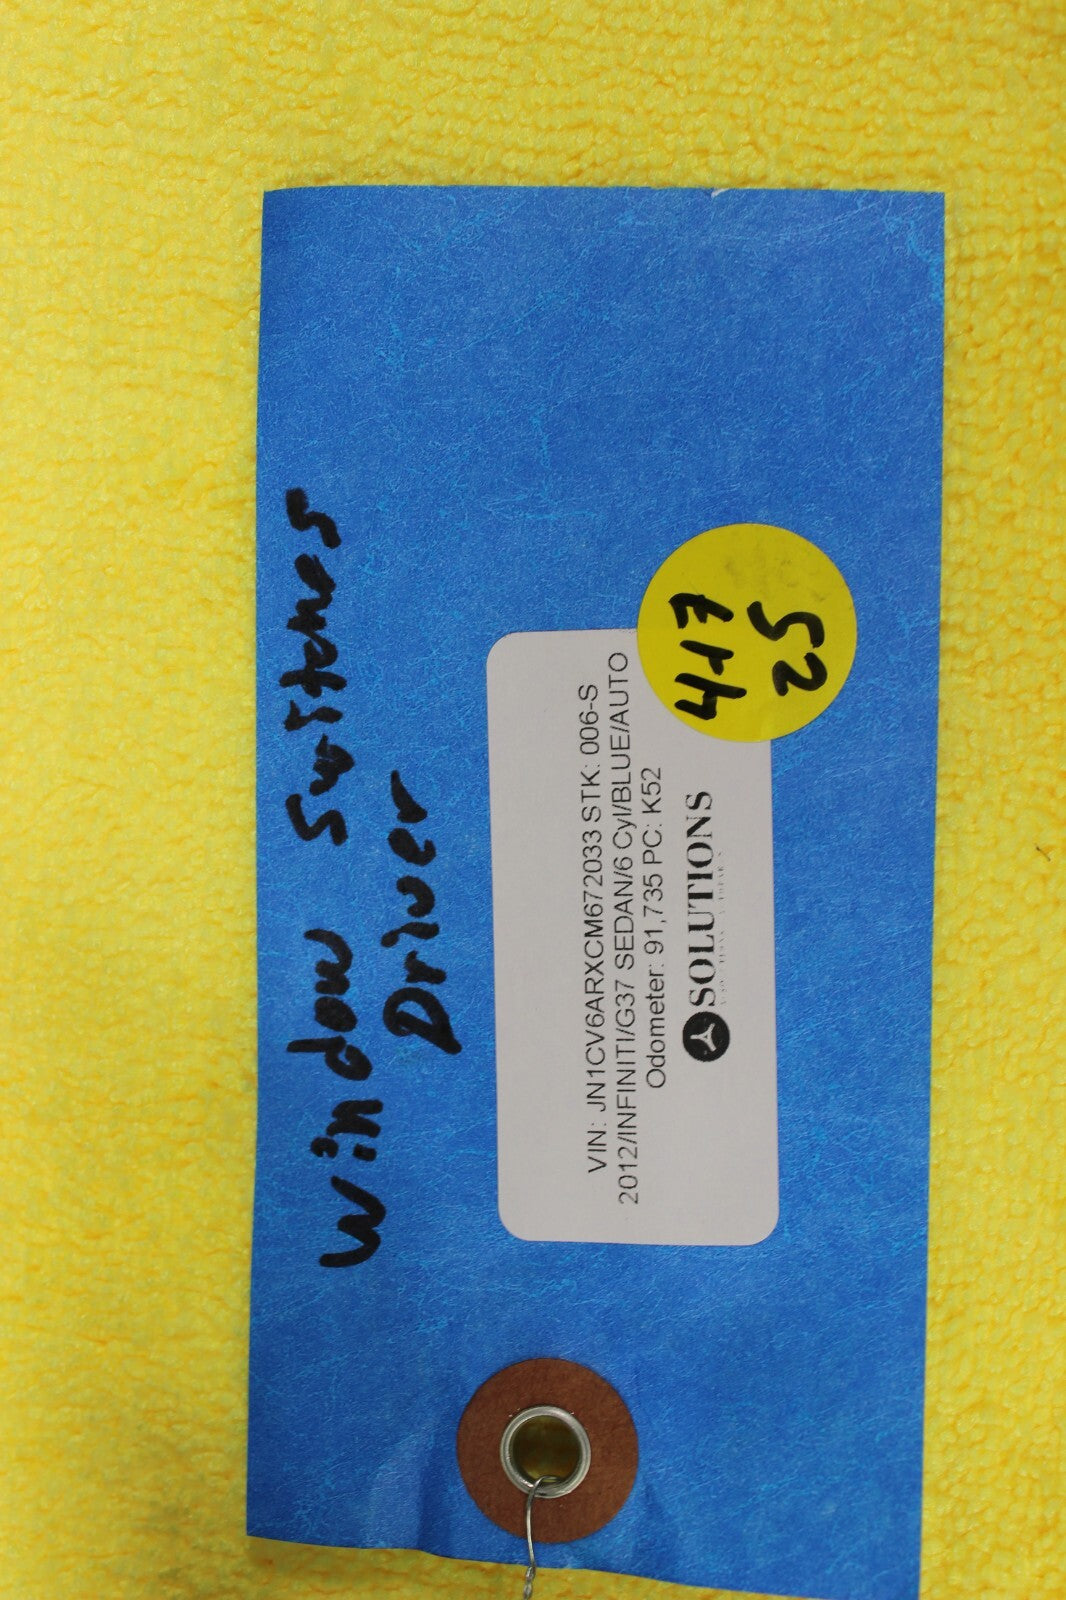 Window Switches
Driver
417
25
VIN: JN1CV6ARXCM672033 STK: 006-S
2012/INFINITI/G37 SEDAN/6 Cyl/BLUE/AUTO
Odometer: 91,735 PC: K52
SOLUTIONS